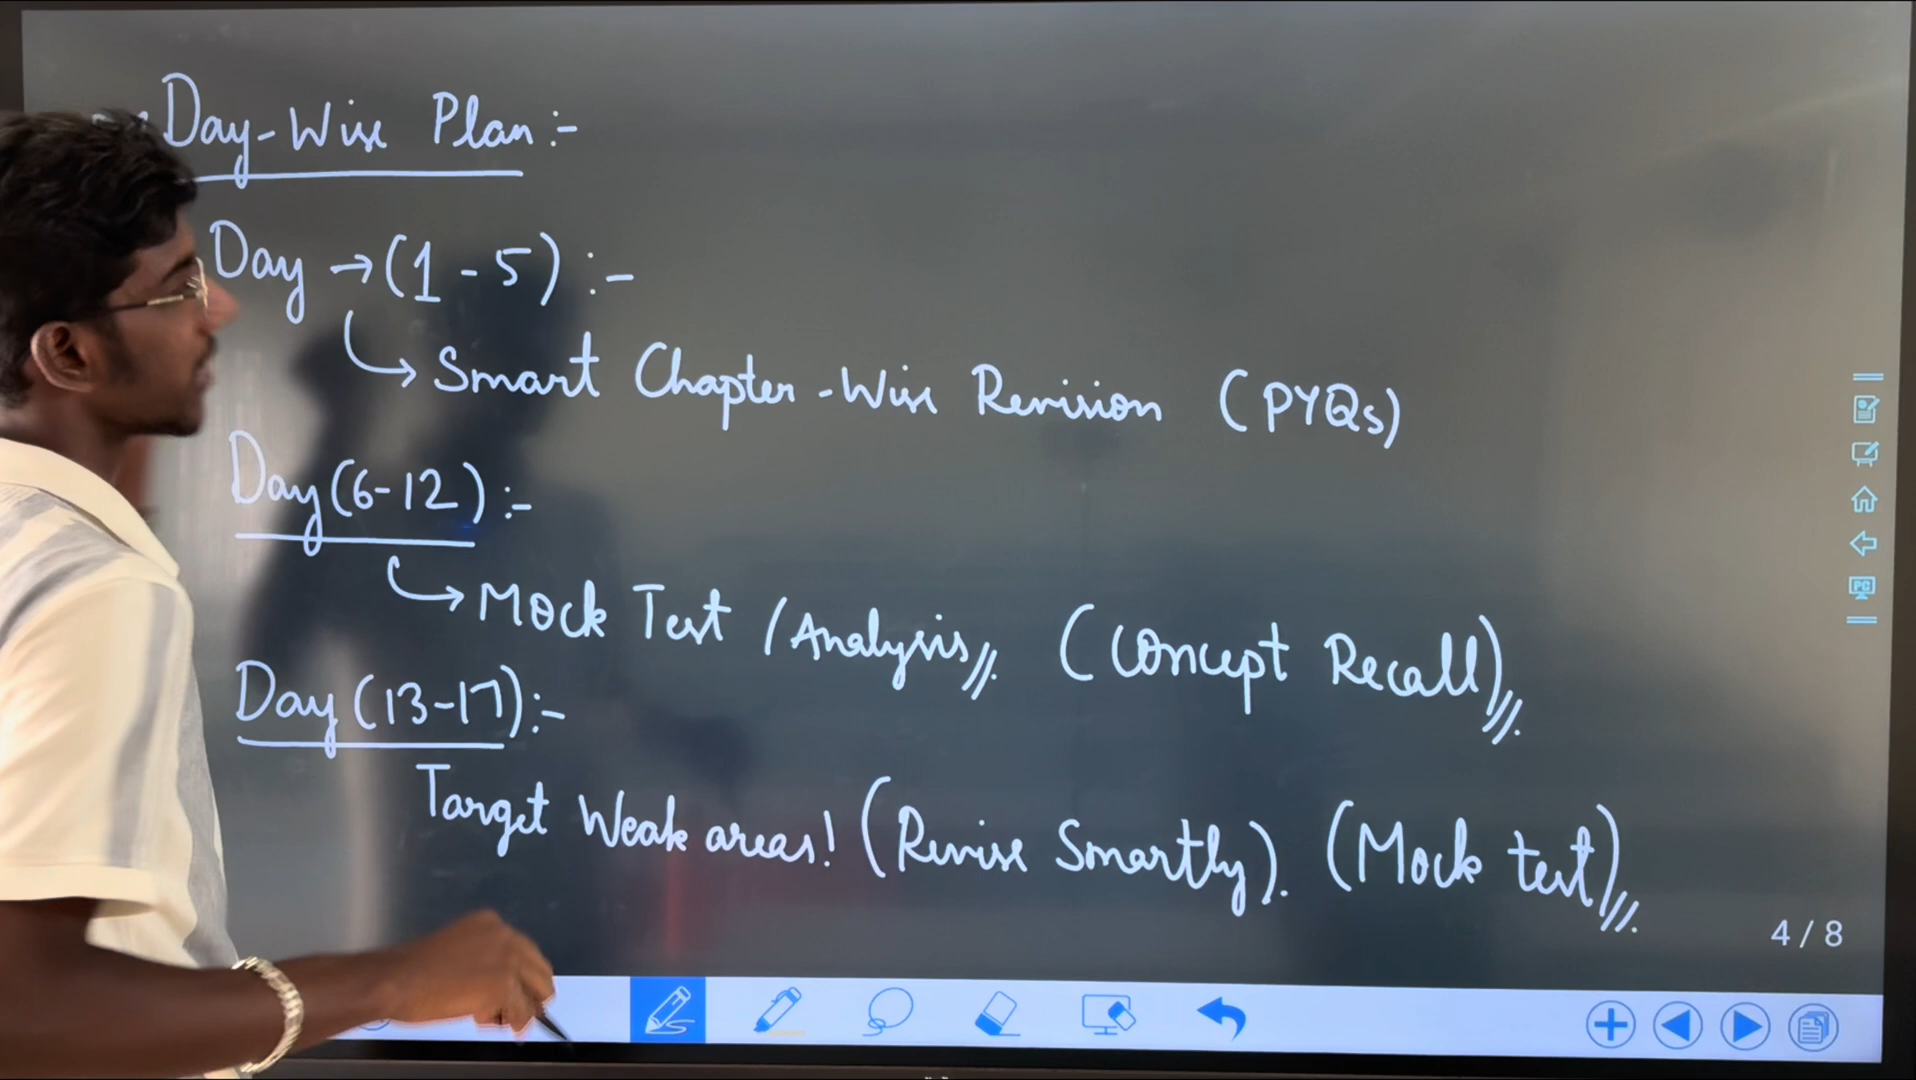 Day-Wise Plan:-
Day → (1-5) :-
↳ Smart Chapter-Wise Revision (PYQs)
Day (6-12) :-
↳ Mock Test / Analysis//. (Concept Recall)//.
Day (13-17) :-
Target Weak areas! (Revise Smartly). (Mock test)//.
4 / 8
PC